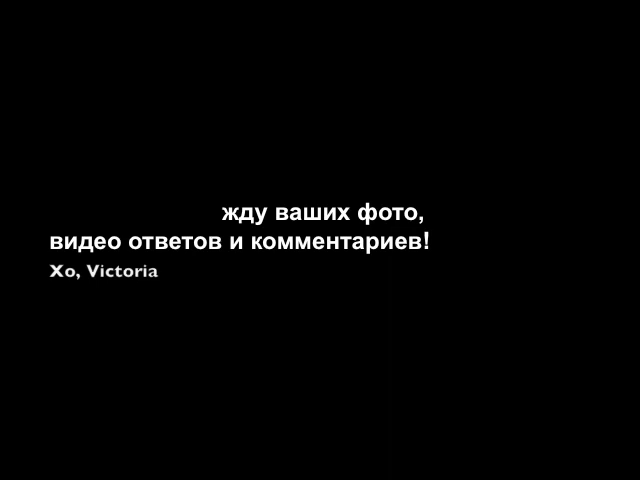 жду ваших фото,
видео ответов и комментариев!
Xo, Victoria